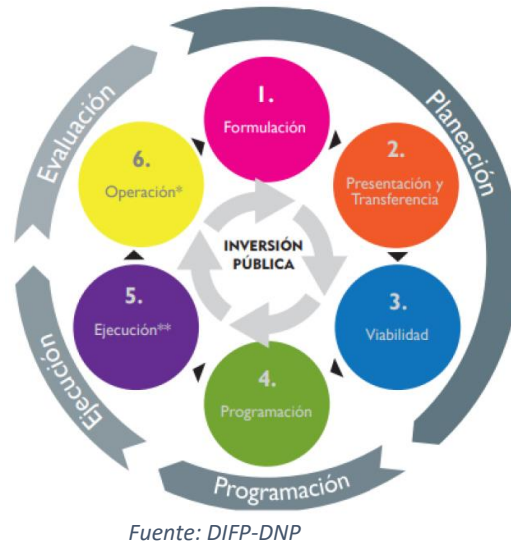 Planeación
Evaluación
1.
Formulación
2.
Presentación y
Transferencia
6.
Operación*
INVERSIÓN
PÚBLICA
5.
Ejecución**
3.
Viabilidad
4.
Programación
Ejecución
Programación
Fuente: DIFP-DNP